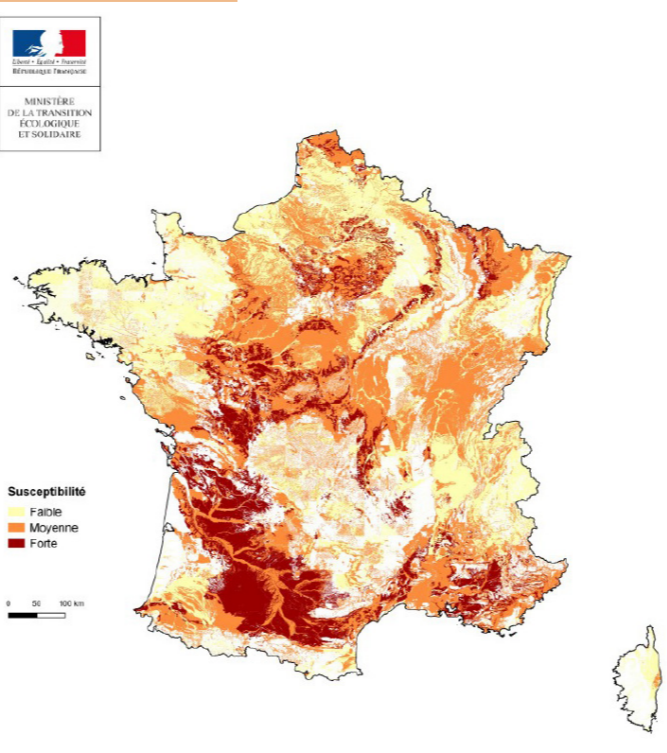 Liberté • Égalité • Fraternité
RÉPUBLIQUE FRANÇAISE
MINISTÈRE
DE LA TRANSITION
ÉCOLOGIQUE
ET SOLIDAIRE
Susceptibilité
Faible
Moyenne
Forte
0 50 100 km